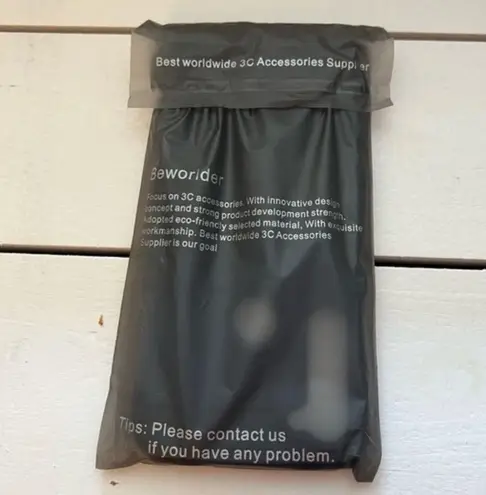 Best worldwide 3C Accessories Supplier
Beworlder
Focus on 3C accessories. With innovative design
concept and strong product development strength.
Adopted eco-friendly selected material, With exquisite
workmanship. Best worldwide 3C Accessories
Supplier is our goal
Tips: Please contact us
if you have any problem.